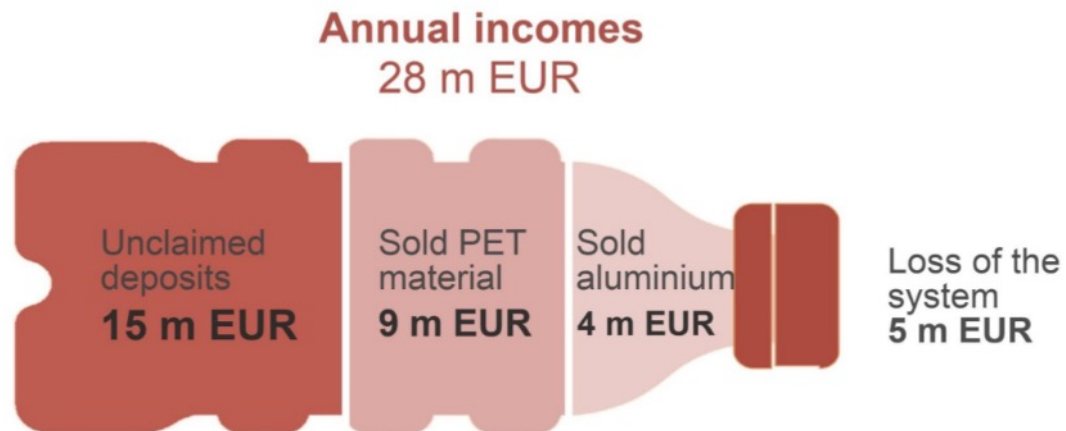 Annual incomes
28 m EUR
Unclaimed
deposits
15 m EUR
Sold PET
material
9 m EUR
Sold
aluminium
4 m EUR
Loss of the
system
5 m EUR